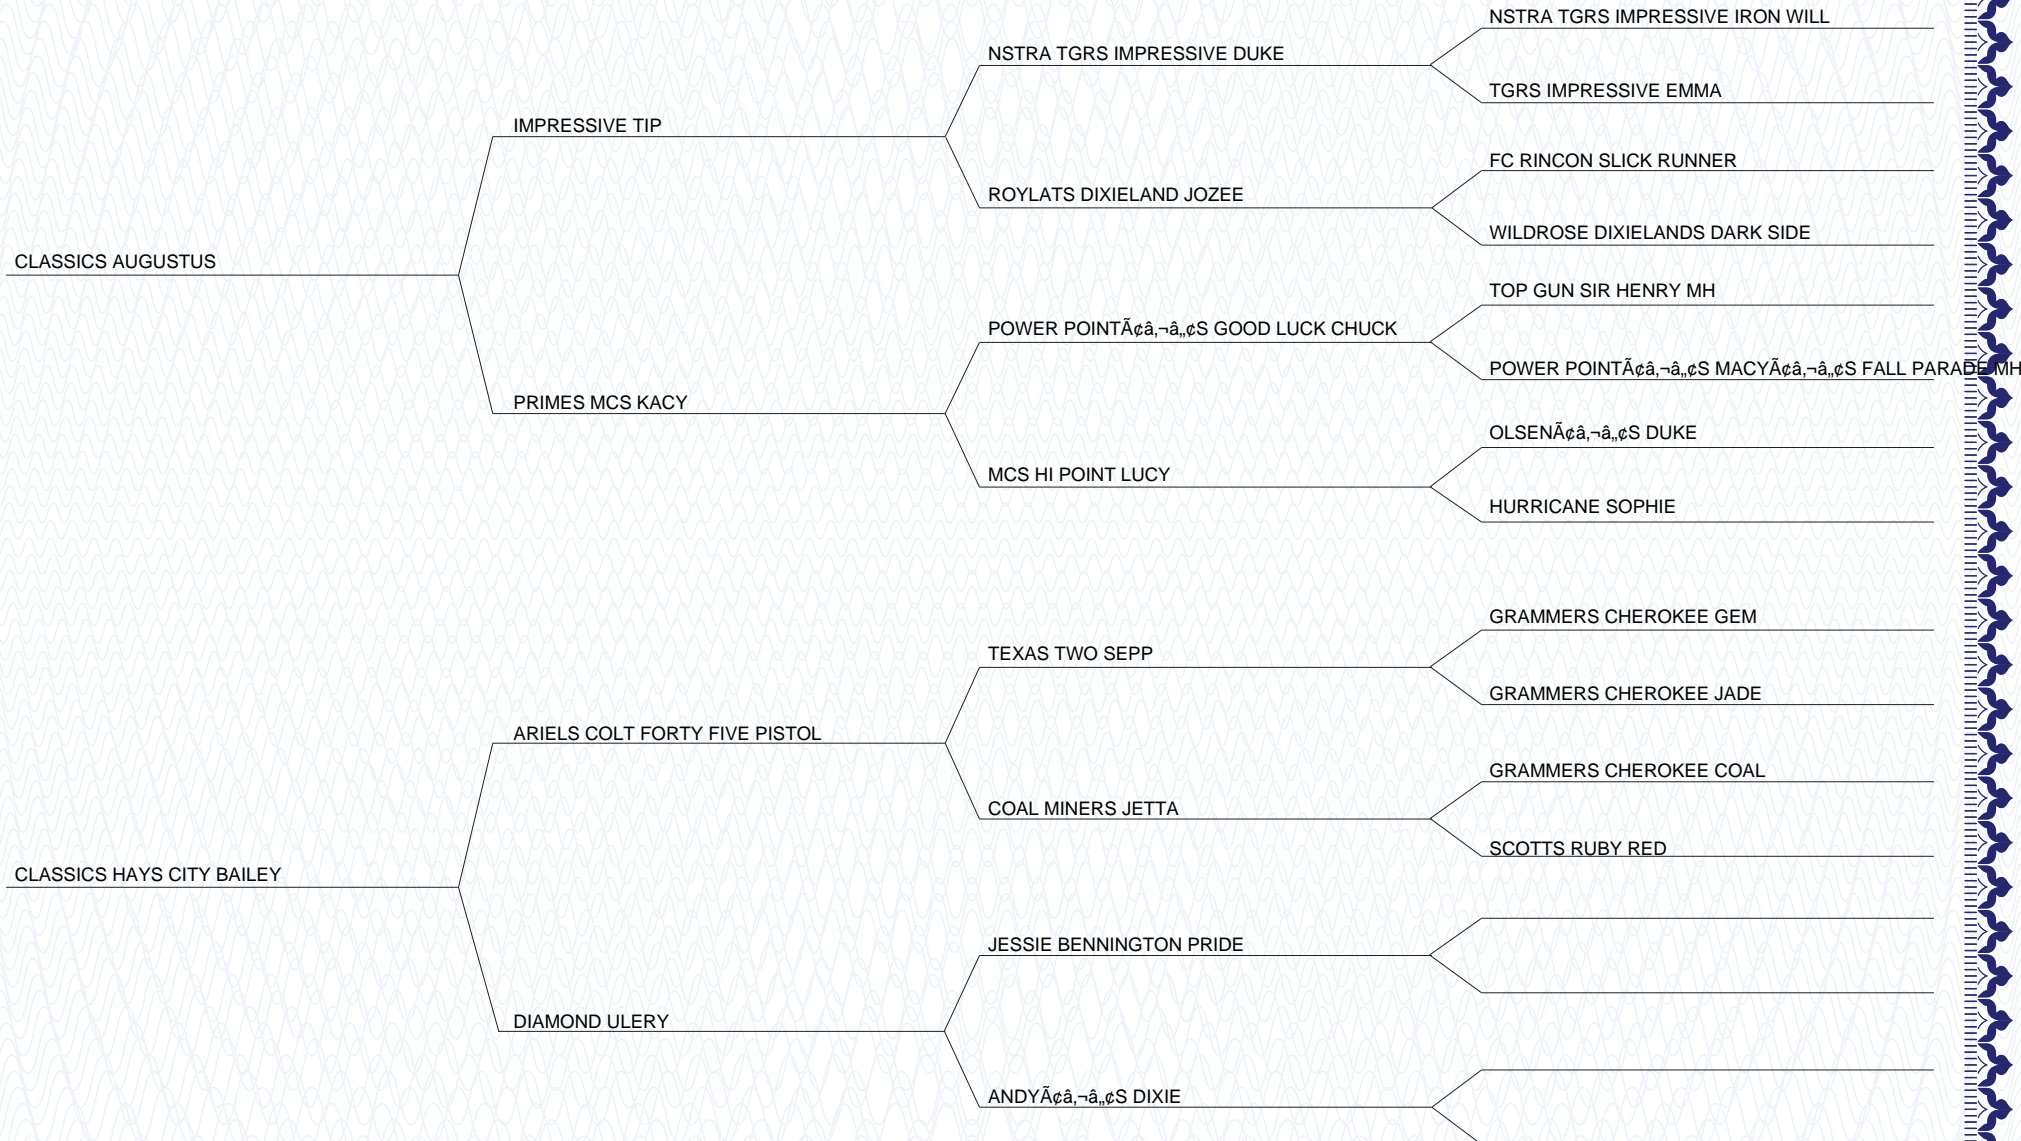 NSTRA TGRS IMPRESSIVE IRON WILL
NSTRA TGRS IMPRESSIVE DUKE
TGRS IMPRESSIVE EMMA
IMPRESSIVE TIP
FC RINCON SLICK RUNNER
ROYLATS DIXIELAND JOZEE
WILDROSE DIXIELANDS DARK SIDE
CLASSICS AUGUSTUS
TOP GUN SIR HENRY MH
POWER POINTÃ¢â‚¬â„¢S GOOD LUCK CHUCK
POWER POINTÃ¢â‚¬â„¢S MACYÃ¢â‚¬â„¢S FALL PARADE MH
PRIMES MCS KACY
OLSENÃ¢â‚¬â„¢S DUKE
MCS HI POINT LUCY
HURRICANE SOPHIE
GRAMMERS CHEROKEE GEM
TEXAS TWO SEPP
GRAMMERS CHEROKEE JADE
ARIELS COLT FORTY FIVE PISTOL
GRAMMERS CHEROKEE COAL
COAL MINERS JETTA
SCOTTS RUBY RED
CLASSICS HAYS CITY BAILEY
JESSIE BENNINGTON PRIDE
DIAMOND ULERY
ANDYÃ¢â‚¬â„¢S DIXIE